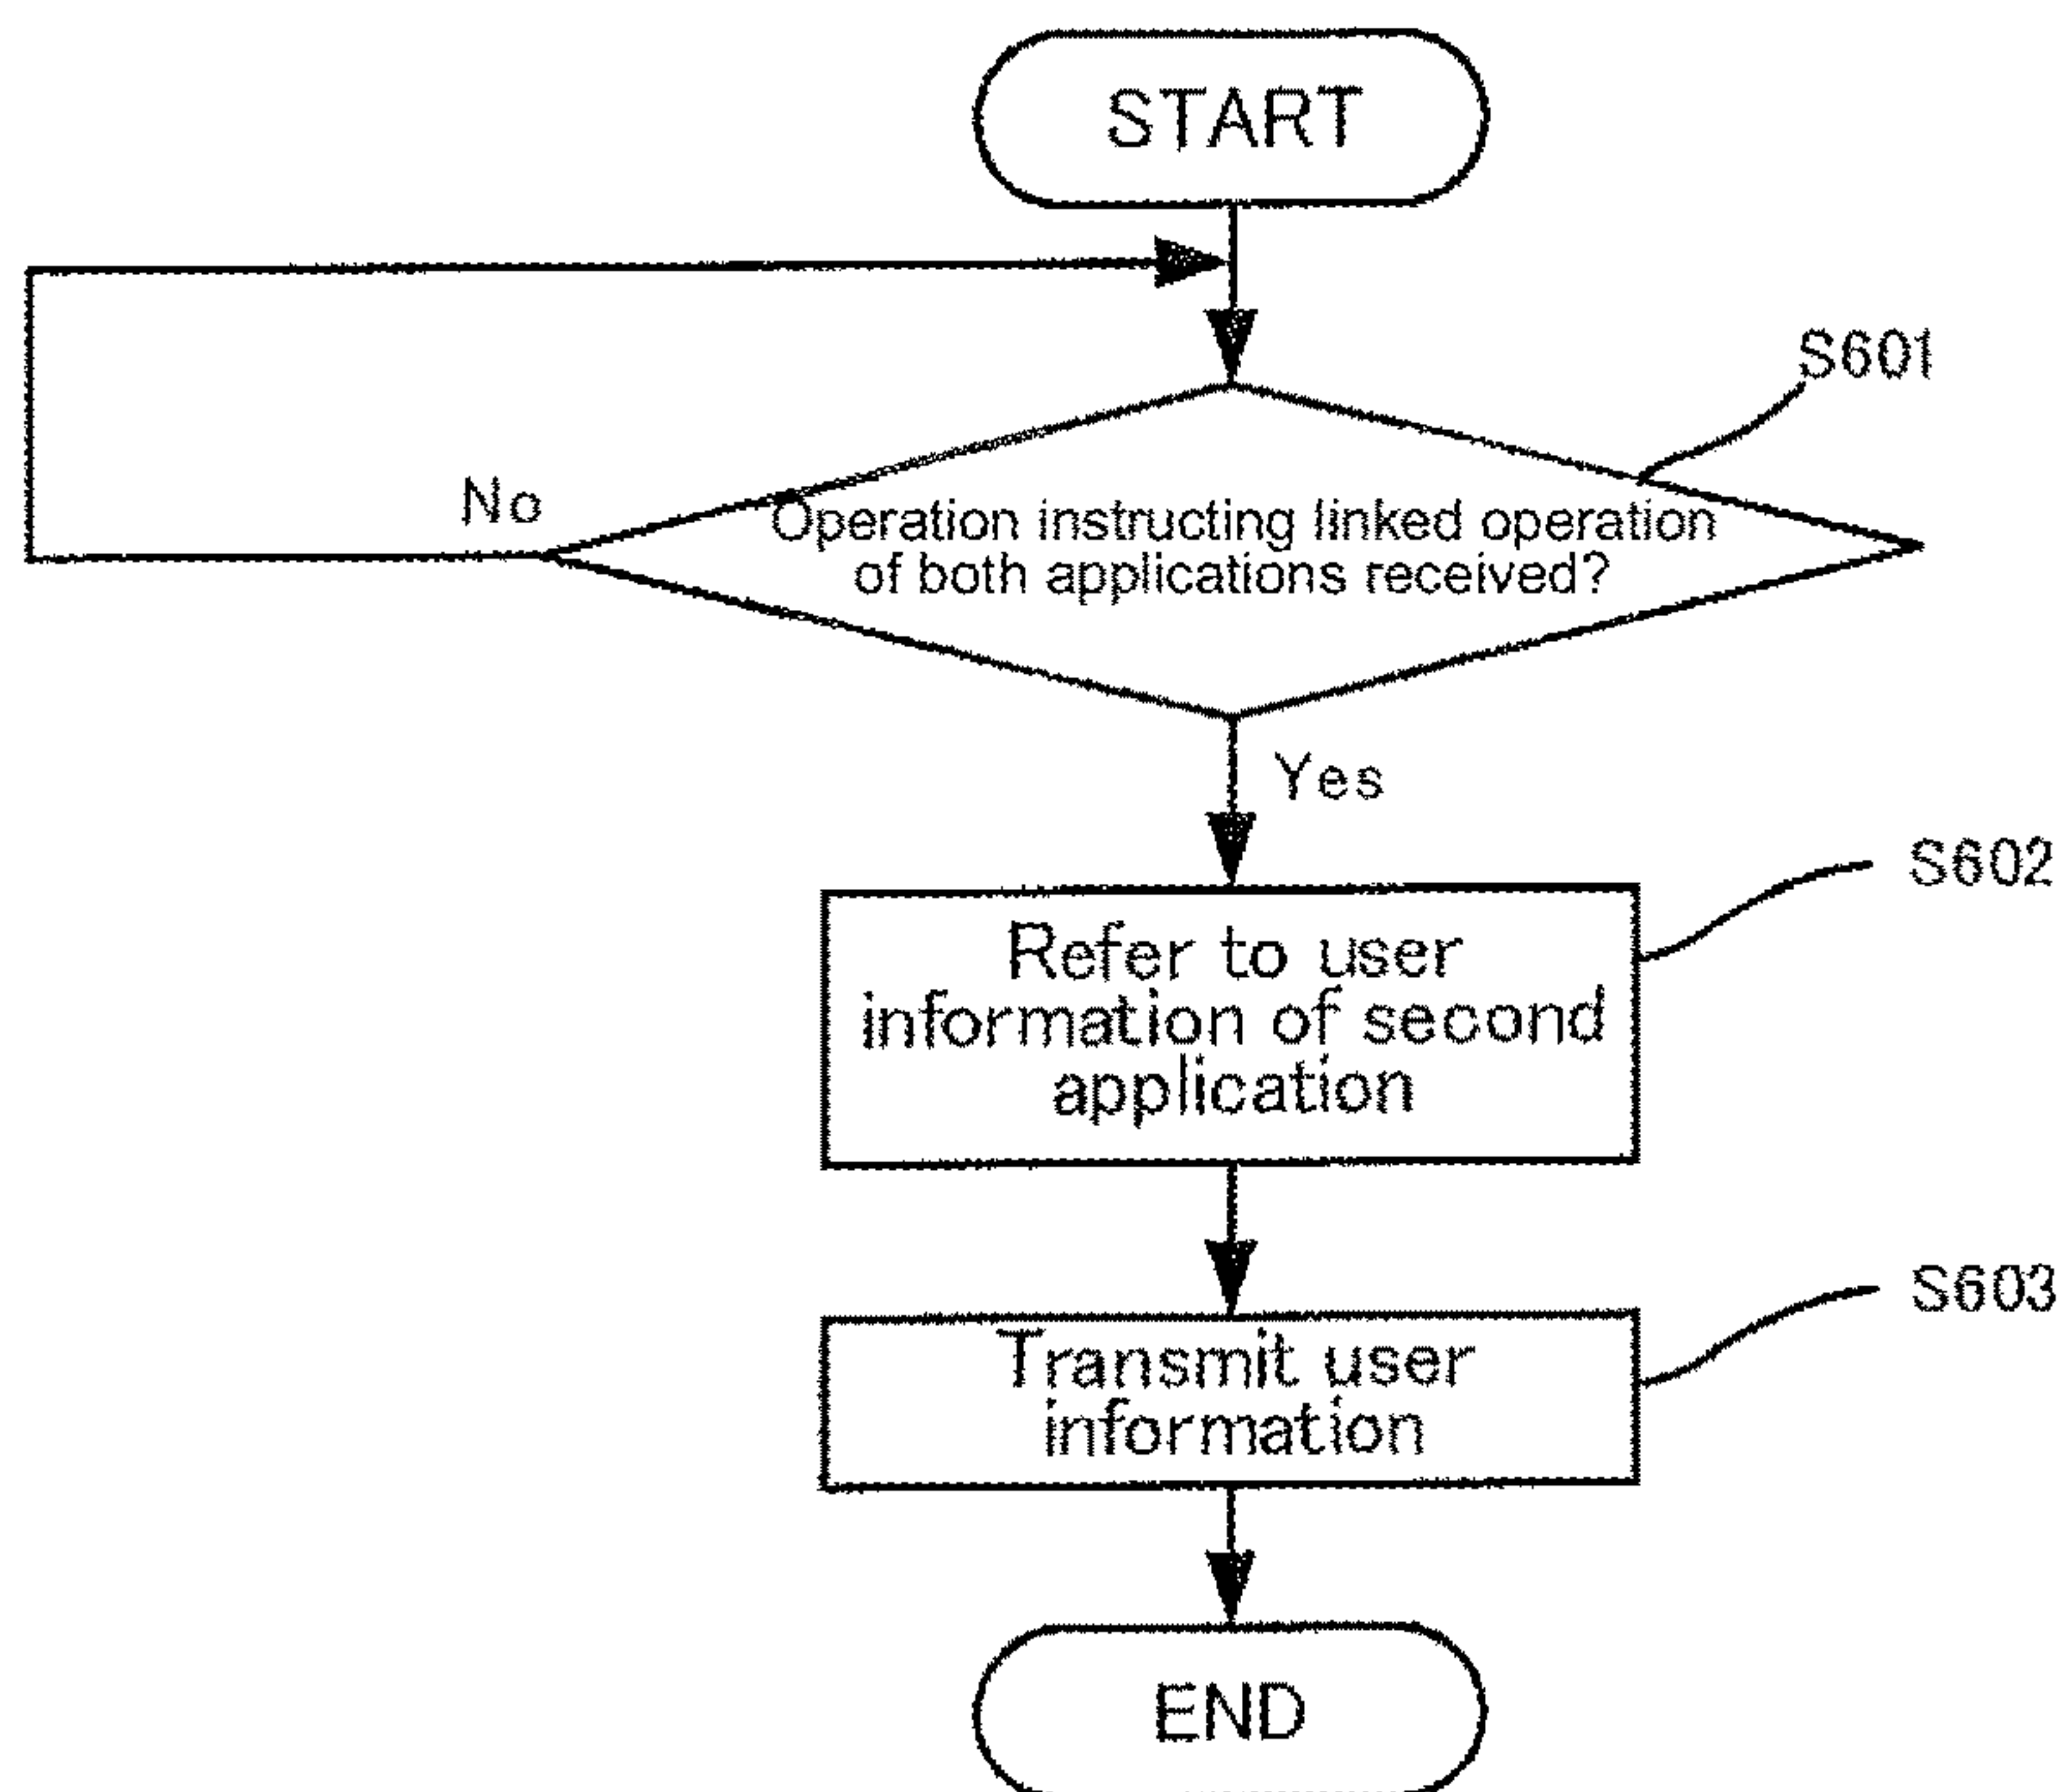 START
S601
No
Operation instructing linked operation
of both applications received?
Yes
S602
Refer to user
information of second
application
S603
Transmit user
information
END